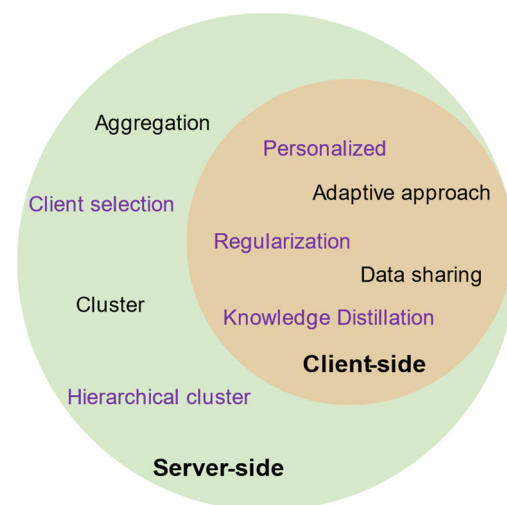 Aggregation
Personalized
Adaptive approach
Client selection
Regularization
Data sharing
Cluster
Knowledge Distillation
Client-side
Hierarchical cluster
Server-side